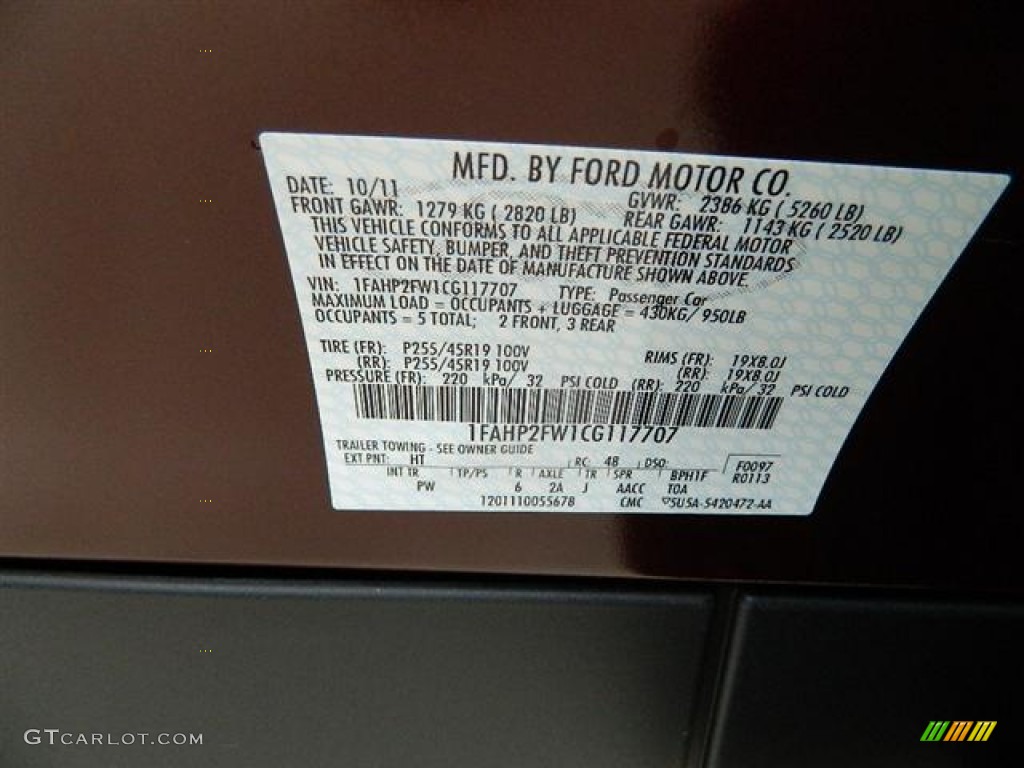 MFD. BY FORD MOTOR CO.
DATE: 10/11 GVWR: 2386 KG ( 5260 LB)
FRONT GAWR: 1279 KG ( 2820 LB) REAR GAWR: 1143 KG ( 2520 LB)
THIS VEHICLE CONFORMS TO ALL APPLICABLE FEDERAL MOTOR
VEHICLE SAFETY, BUMPER, AND THEFT PREVENTION STANDARDS
IN EFFECT ON THE DATE OF MANUFACTURE SHOWN ABOVE.
VIN: 1FAHP2FW1CG117707 TYPE: Passenger Car
MAXIMUM LOAD = OCCUPANTS + LUGGAGE = 430KG/ 950LB
OCCUPANTS = 5 TOTAL; 2 FRONT, 3 REAR
TIRE (FR): P255/45R19 100V RIMS (FR): 19X8.0J
(RR): P255/45R19 100V (RR): 19X8.0J
PRESSURE (FR): 220 kPa/ 32 PSI COLD (RR): 220 kPa/ 32 PSI COLD
1FAHP2FW1CG117707
TRAILER TOWING - SEE OWNER GUIDE
EXT PNT: HT RC: 48 DSO: F0097
INT TR TP/PS R AXLE TR SPR BPH1F R0113
PW 6 2A J AACC TOA
1201110055678 CMC 5U5A-5420472-AA
GTCARLOT.COM